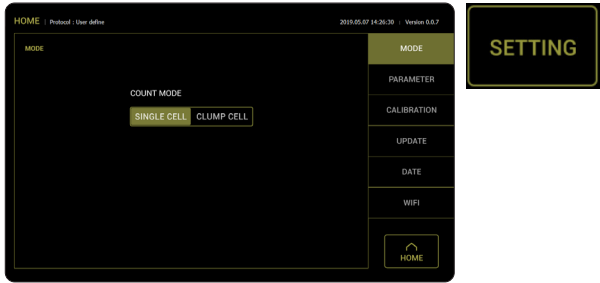 HOME | Protocol : User define
2019.05.07 14:26:30 | Version 0.0.7
MODE
COUNT MODE
SINGLE CELL
CLUMP CELL
MODE
PARAMETER
CALIBRATION
UPDATE
DATE
WIFI
HOME
SETTING